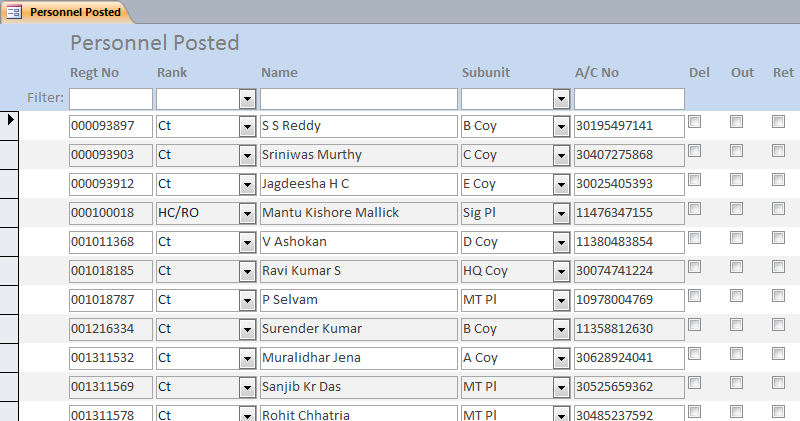 Personnel Posted
Personnel Posted
Regt No Rank Name Subunit A/C No Del Out Ret
Filter:
000093897 Ct S S Reddy B Coy 30195497141
000093903 Ct Sriniwas Murthy C Coy 30407275868
000093912 Ct Jagdeesha H C E Coy 30025405393
000100018 HC/RO Mantu Kishore Mallick Sig Pl 11476347155
001011368 Ct V Ashokan D Coy 11380483854
001018185 Ct Ravi Kumar S HQ Coy 30074741224
001018787 Ct P Selvam MT Pl 10978004769
001216334 Ct Surender Kumar B Coy 11358812630
001311532 Ct Muralidhar Jena A Coy 30628924041
001311569 Ct Sanjib Kr Das MT Pl 30525659362
001311578 Ct Rohit Chhatria MT Pl 30485237592